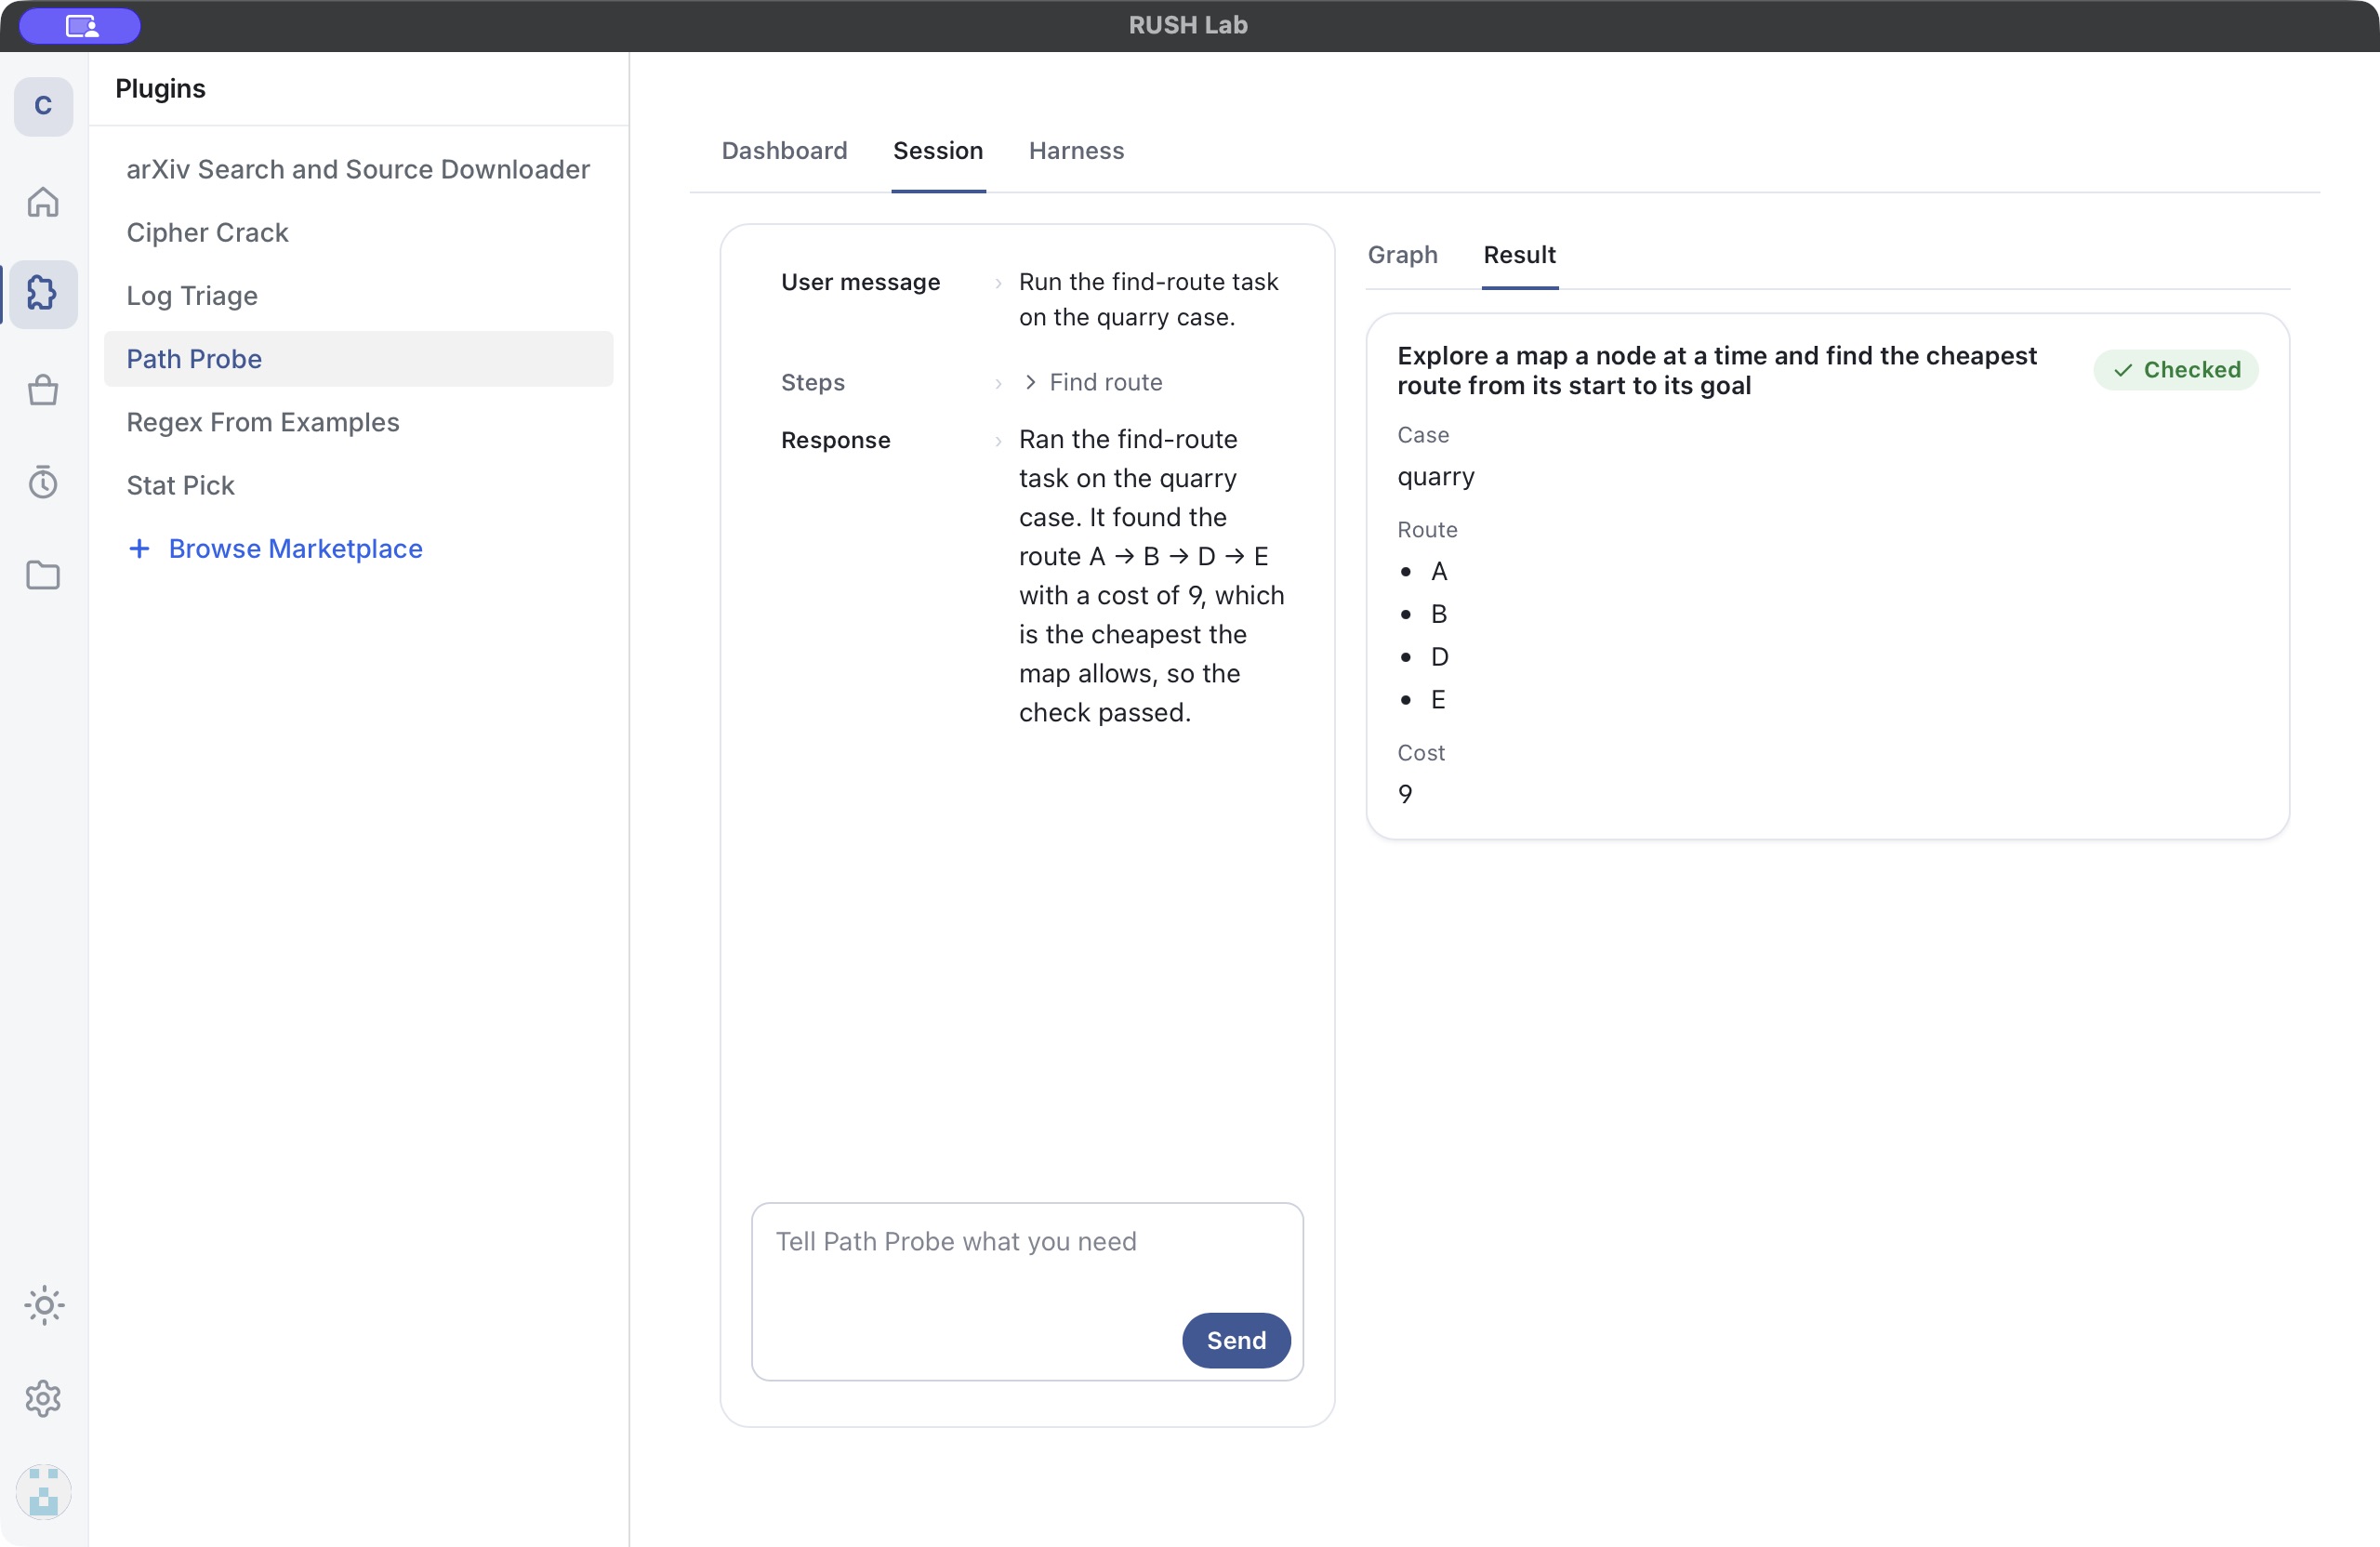 RUSH Lab
C
Plugins
arXiv Search and Source Downloader
Cipher Crack
Log Triage
Path Probe
Regex From Examples
Stat Pick
+ Browse Marketplace
Dashboard
Session
Harness
User message
Run the find-route task
on the quarry case.
Steps
Find route
Response
Ran the find-route
task on the quarry
case. It found the
route A → B → D → E
with a cost of 9, which
is the cheapest the
map allows, so the
check passed.
Tell Path Probe what you need
Send
Graph
Result
Explore a map a node at a time and find the cheapest
route from its start to its goal
✓ Checked
Case
quarry
Route
• A
• B
• D
• E
Cost
9